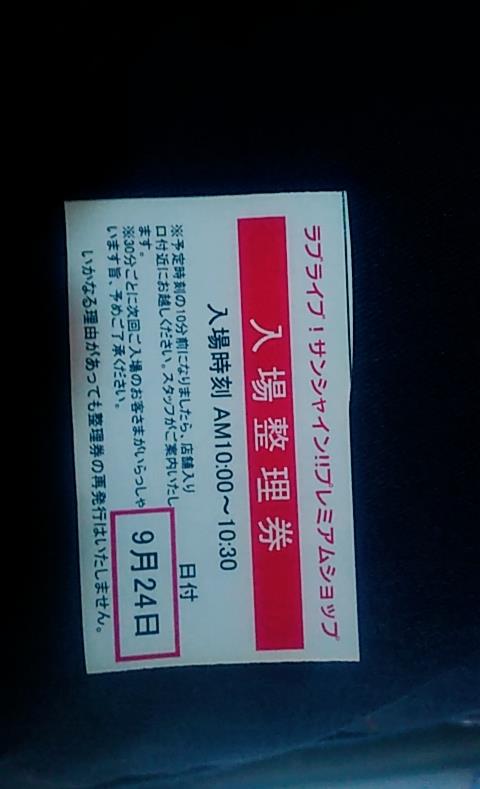 ラブライブ！サンシャイン!!プレミアムショップ
入場整理券
入場時刻 AM10:00～10:30
※予定時刻の10分前になりましたら、店舗入り
口付近にお越しください。スタッフがご案内いたし
ます。
※30分ごとに次回ご入場のお客さまがいらっしゃ
います旨、予めご了承ください。
いかなる理由があっても整理券の再発行はいたしません。
日付
9月24日